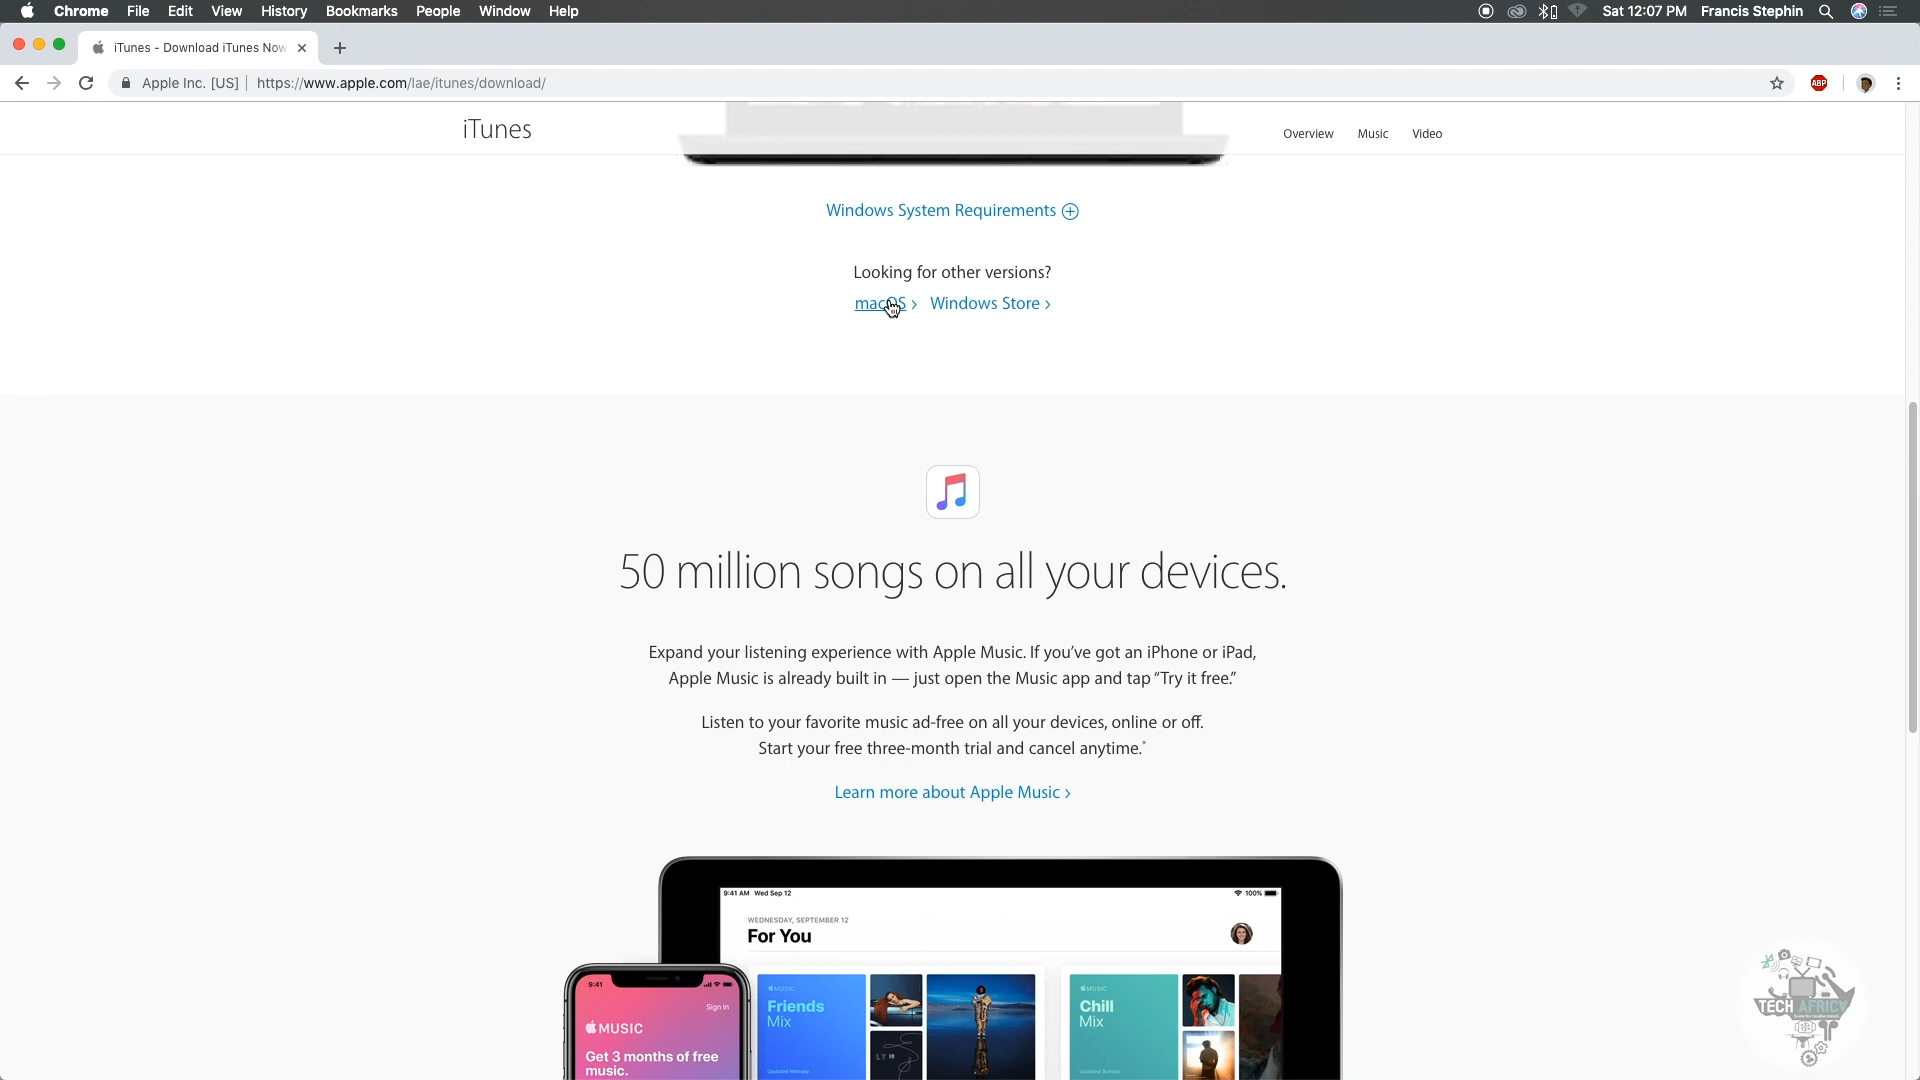 Chrome File Edit View History Bookmarks People Window Help Sat 12:07 PM Francis Stephin
iTunes - Download iTunes Now
Apple Inc. [US] https://www.apple.com/lae/itunes/download/
ABP
iTunes Overview Music Video
Windows System Requirements
Looking for other versions?
macOS › Windows Store ›
50 million songs on all your devices.
Expand your listening experience with Apple Music. If you’ve got an iPhone or iPad,
Apple Music is already built in — just open the Music app and tap “Try it free.”
Listen to your favorite music ad-free on all your devices, online or off.
Start your free three-month trial and cancel anytime.*
Learn more about Apple Music ›
9:41 AM Wed Sep 12 100%
WEDNESDAY, SEPTEMBER 12
For You
MUSIC
Friends
Mix
Updated Monday
MUSIC
Chill
Mix
Updated Sunday
9:41
Sign In
MUSIC
Get 3 months of free
music.
TECH AFRICA